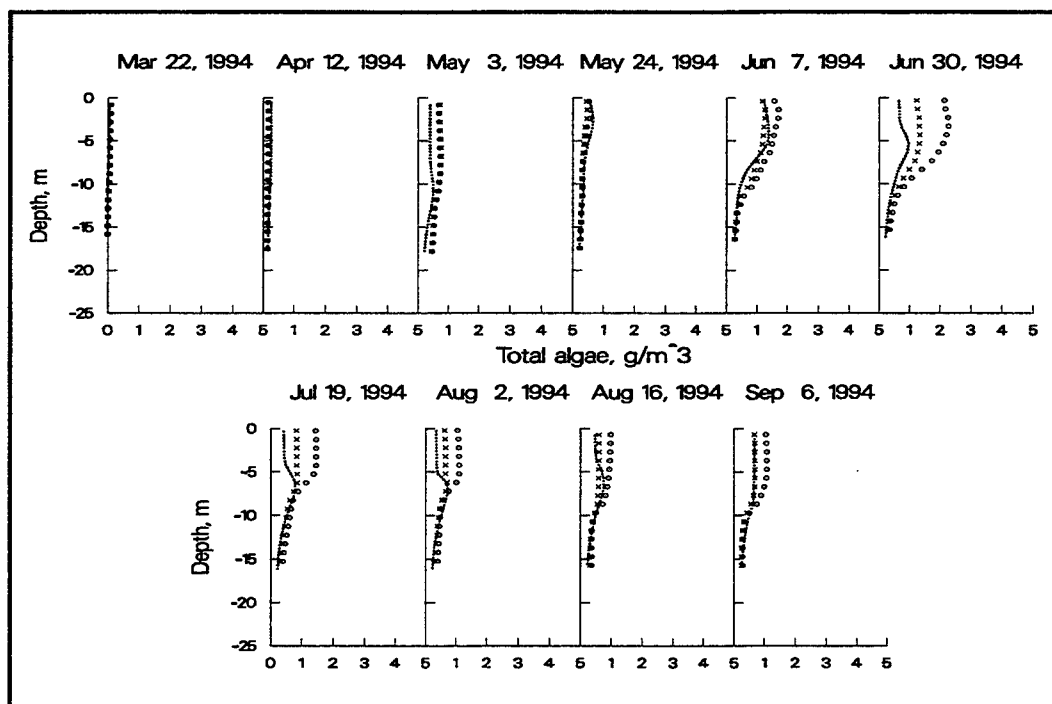 Mar 22, 1994 Apr 12, 1994 May 3, 1994 May 24, 1994 Jun 7, 1994 Jun 30, 1994
0
-5
-10
-15
-20
-25
Depth, m
0 1 2 3 4 5 1 2 3 4 5 1 2 3 4 5 1 2 3 4 5 1 2 3 4 5 1 2 3 4 5
Total algae, g/m^3
Jul 19, 1994 Aug 2, 1994 Aug 16, 1994 Sep 6, 1994
0
-5
-10
-15
-20
-25
Depth, m
0 1 2 3 4 5 1 2 3 4 5 1 2 3 4 5 1 2 3 4 5